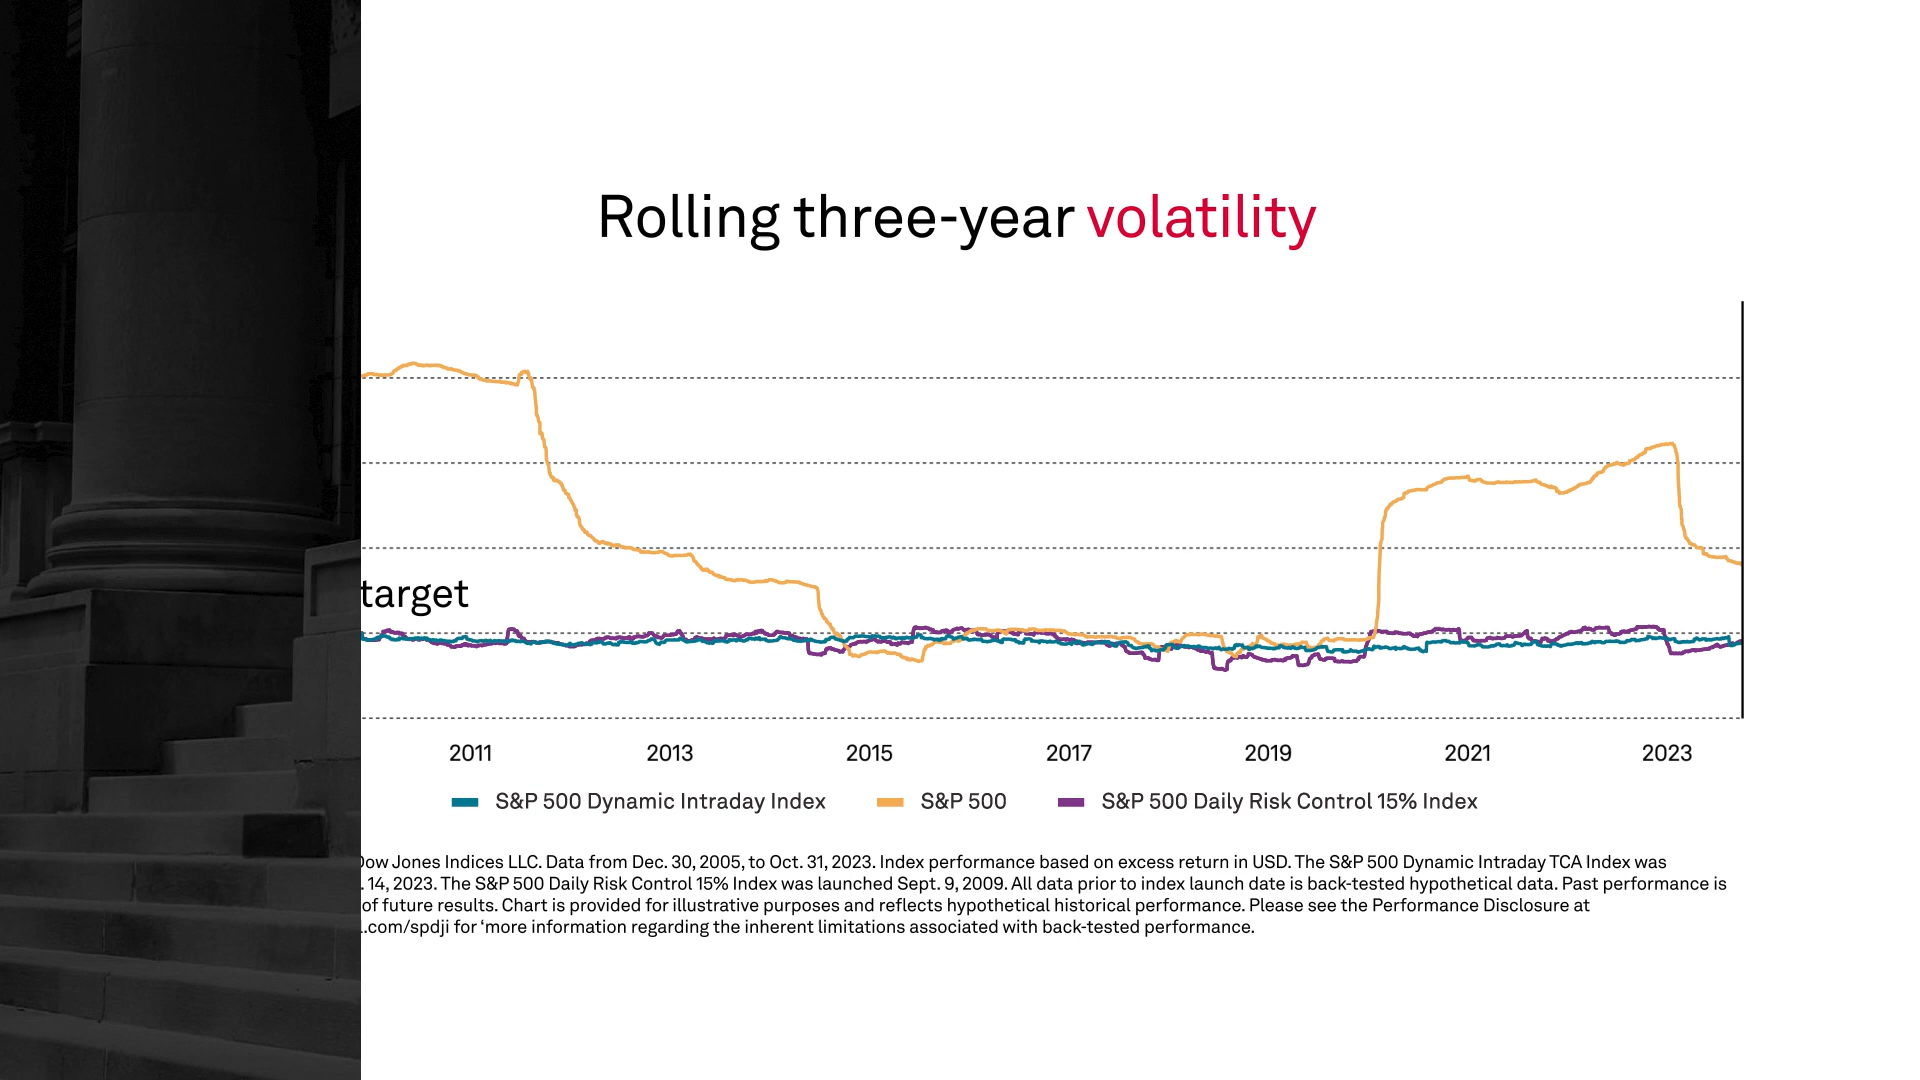 Rolling three-year volatility
target
2011 2013 2015 2017 2019 2021 2023
S&P 500 Dynamic Intraday Index S&P 500 S&P 500 Daily Risk Control 15% Index
Dow Jones Indices LLC. Data from Dec. 30, 2005, to Oct. 31, 2023. Index performance based on excess return in USD. The S&P 500 Dynamic Intraday TCA Index was
. 14, 2023. The S&P 500 Daily Risk Control 15% Index was launched Sept. 9, 2009. All data prior to index launch date is back-tested hypothetical data. Past performance is
of future results. Chart is provided for illustrative purposes and reflects hypothetical historical performance. Please see the Performance Disclosure at
.com/spdji for ‘more information regarding the inherent limitations associated with back-tested performance.